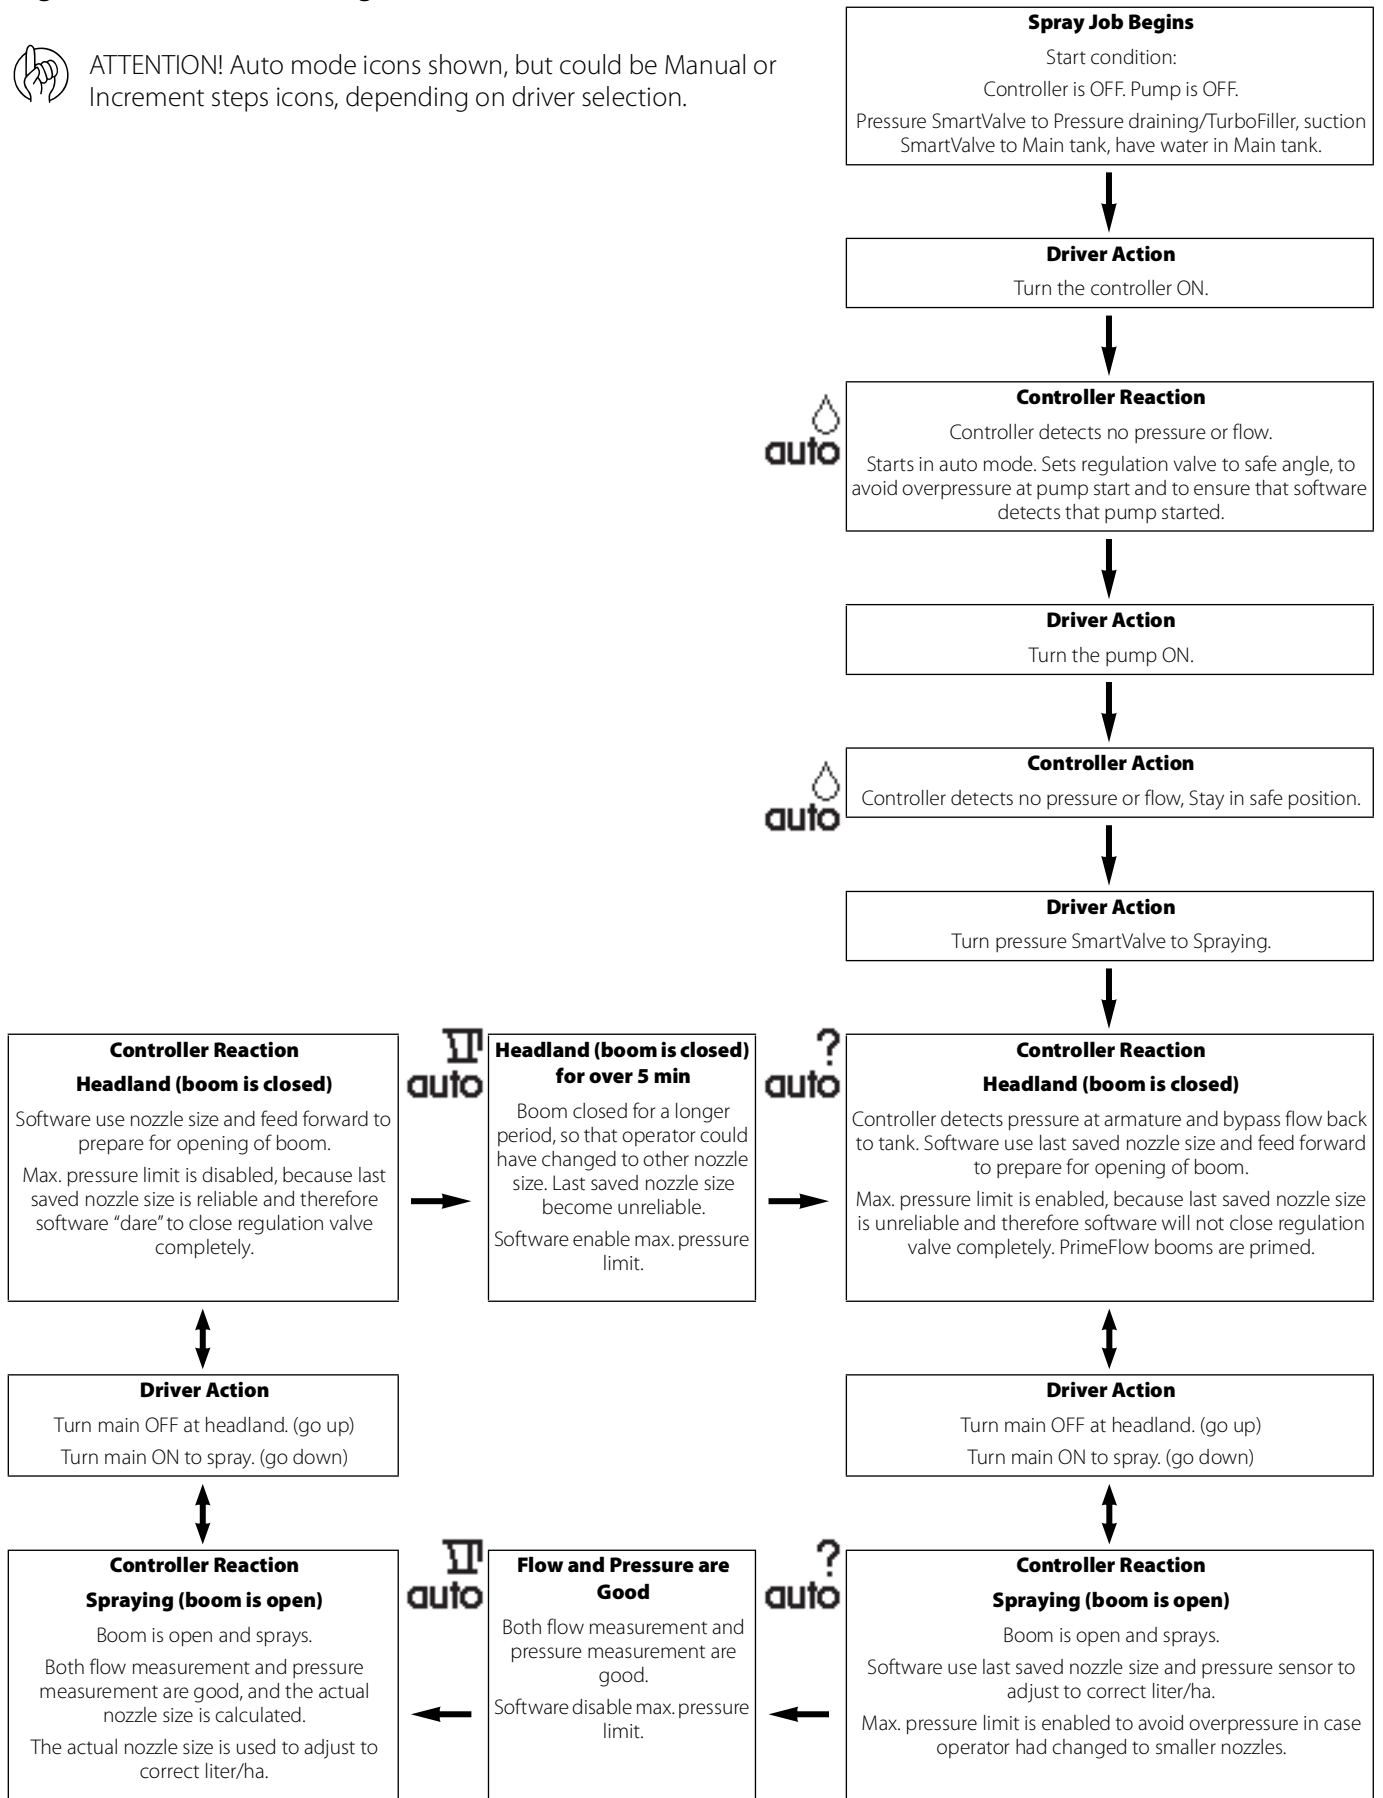 ATTENTION! Auto mode icons shown, but could be Manual or
Increment steps icons, depending on driver selection.
Spray Job Begins
Start condition:
Controller is OFF. Pump is OFF.
Pressure SmartValve to Pressure draining/TurboFiller, suction
SmartValve to Main tank, have water in Main tank.
Driver Action
Turn the controller ON.
auto
Controller Reaction
Controller detects no pressure or flow.
Starts in auto mode. Sets regulation valve to safe angle, to
avoid overpressure at pump start and to ensure that software
detects that pump started.
Driver Action
Turn the pump ON.
auto
Controller Action
Controller detects no pressure or flow, Stay in safe position.
Driver Action
Turn pressure SmartValve to Spraying.
Controller Reaction
Headland (boom is closed)
Software use nozzle size and feed forward to
prepare for opening of boom.
Max. pressure limit is disabled, because last
saved nozzle size is reliable and therefore
software “dare” to close regulation valve
completely.
auto
Headland (boom is closed)
for over 5 min
Boom closed for a longer
period, so that operator could
have changed to other nozzle
size. Last saved nozzle size
become unreliable.
Software enable max. pressure
limit.
?
auto
Controller Reaction
Headland (boom is closed)
Controller detects pressure at armature and bypass flow back
to tank. Software use last saved nozzle size and feed forward
to prepare for opening of boom.
Max. pressure limit is enabled, because last saved nozzle size
is unreliable and therefore software will not close regulation
valve completely. PrimeFlow booms are primed.
Driver Action
Turn main OFF at headland. (go up)
Turn main ON to spray. (go down)
Driver Action
Turn main OFF at headland. (go up)
Turn main ON to spray. (go down)
Controller Reaction
Spraying (boom is open)
Boom is open and sprays.
Both flow measurement and pressure
measurement are good, and the actual
nozzle size is calculated.
The actual nozzle size is used to adjust to
correct liter/ha.
auto
Flow and Pressure are
Good
Both flow measurement and
pressure measurement are
good.
Software disable max. pressure
limit.
?
auto
Controller Reaction
Spraying (boom is open)
Boom is open and sprays.
Software use last saved nozzle size and pressure sensor to
adjust to correct liter/ha.
Max. pressure limit is enabled to avoid overpressure in case
operator had changed to smaller nozzles.